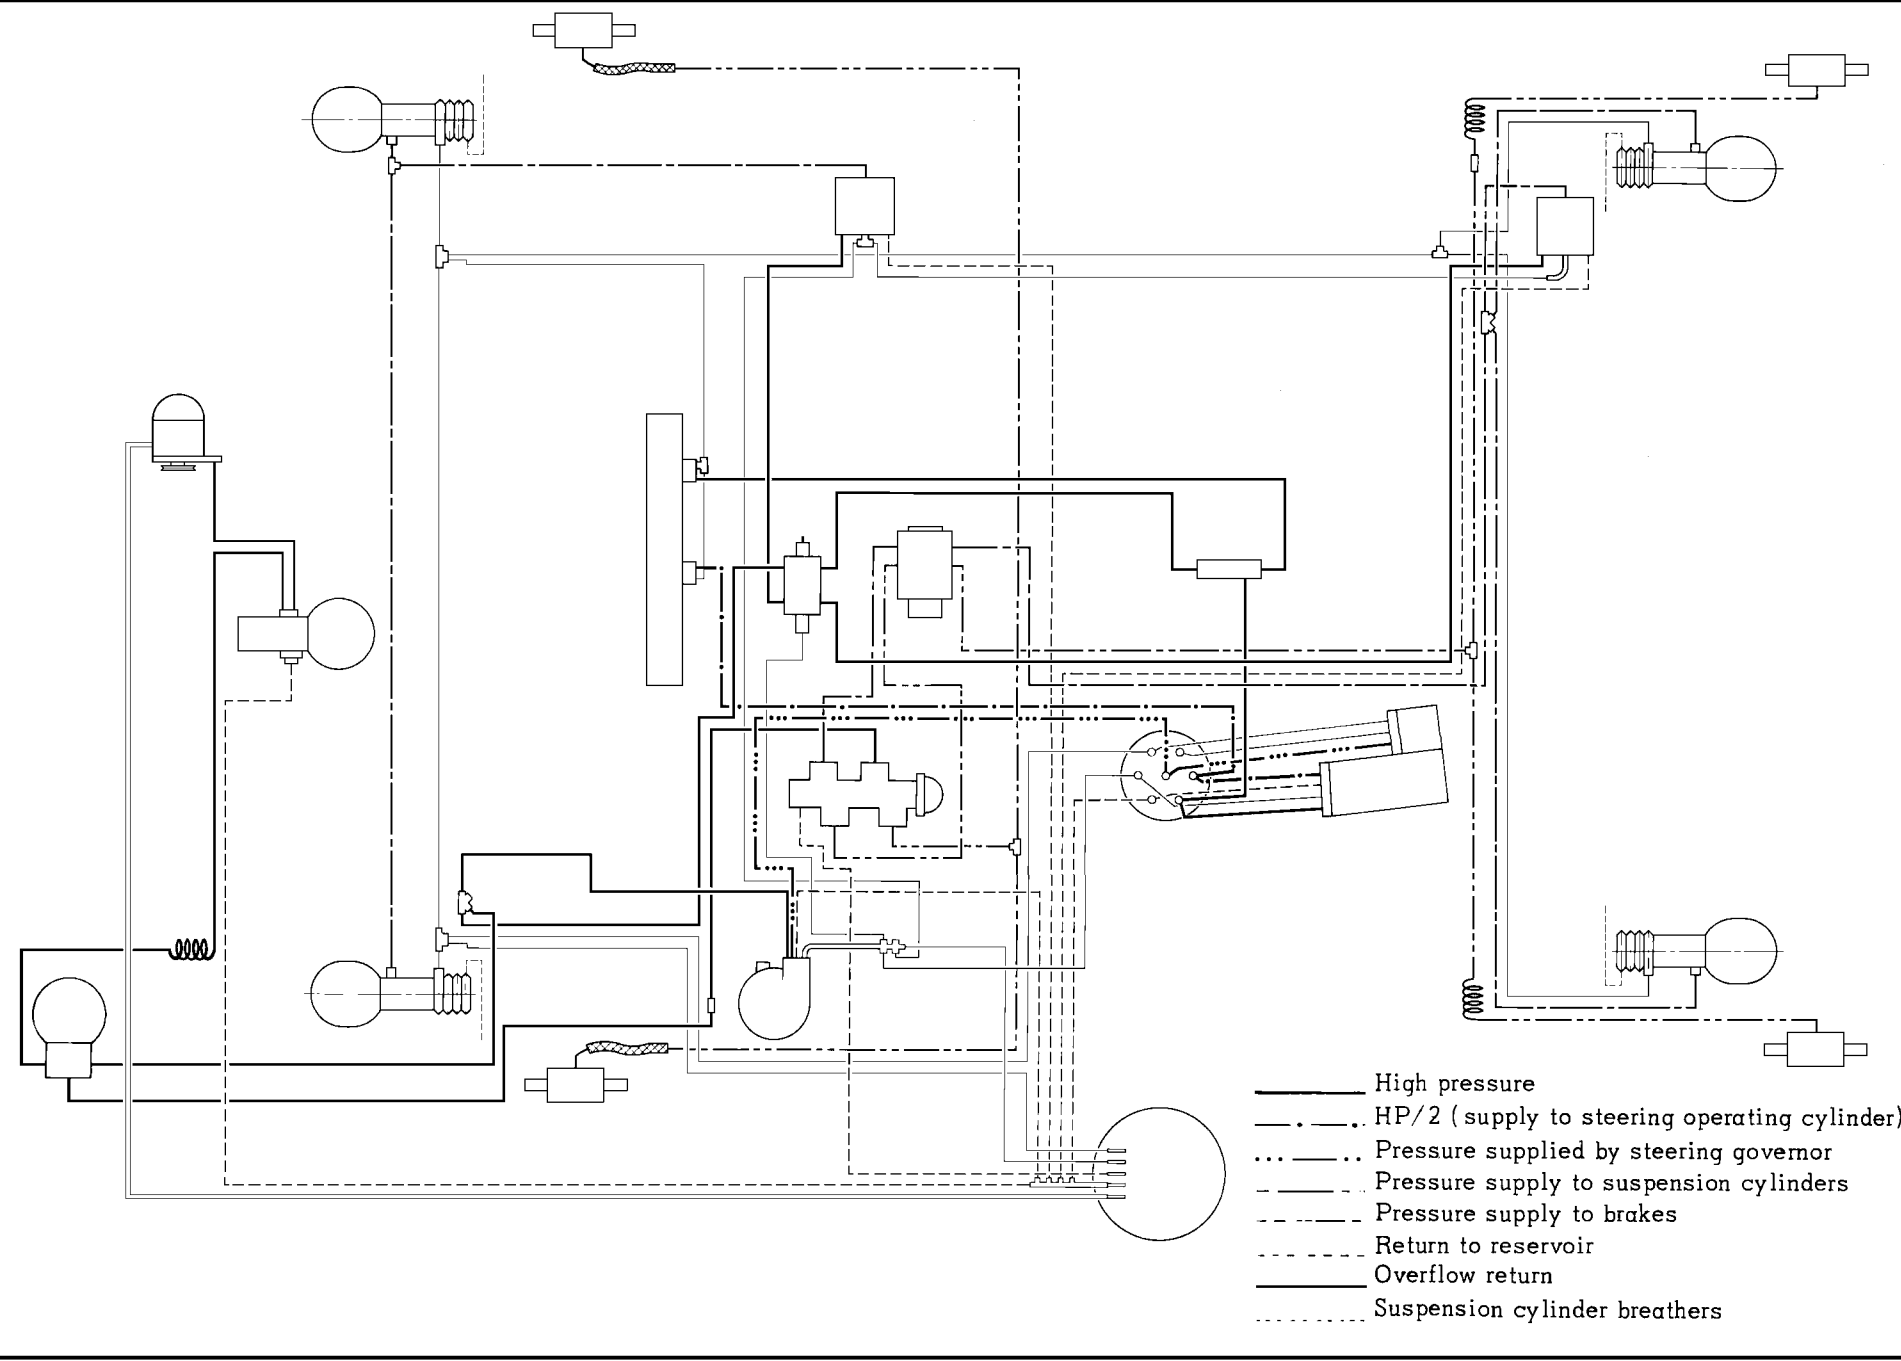 High pressure
HP/2 ( supply to steering operating cylinder)
Pressure supplied by steering governor
Pressure supply to suspension cylinders
Pressure supply to brakes
Return to reservoir
Overflow return
Suspension cylinder breathers